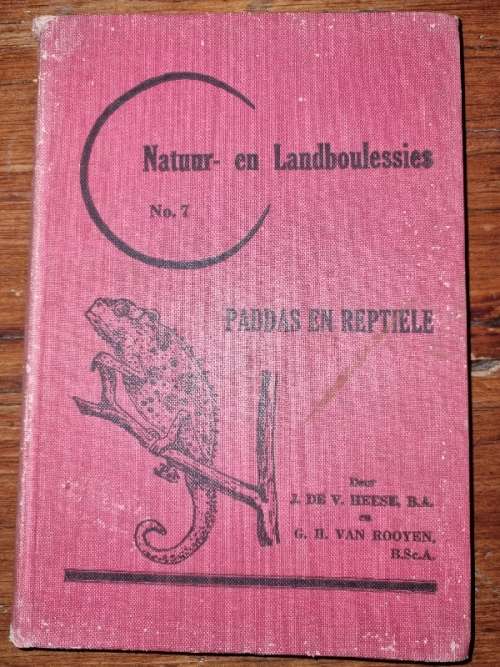 Natuur- en Landboulessies
No. 7
PADDAS EN REPTIELE
Deur
J. DE V. HEESE, B.A.
en
G. H. VAN ROOYEN,
B.Sc.A.